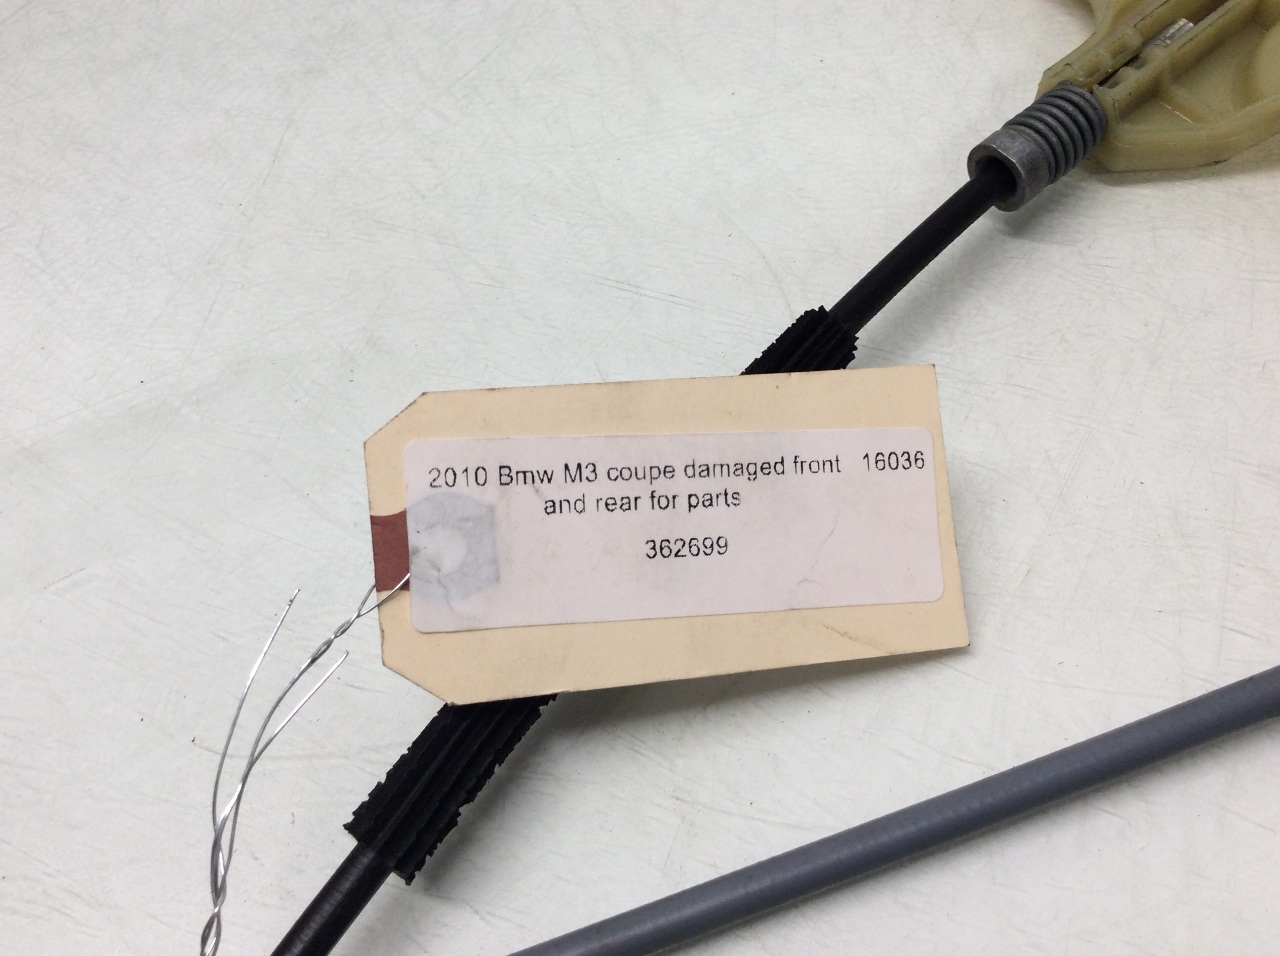 2010 Bmw M3 coupe damaged front 16036
and rear for parts
362699